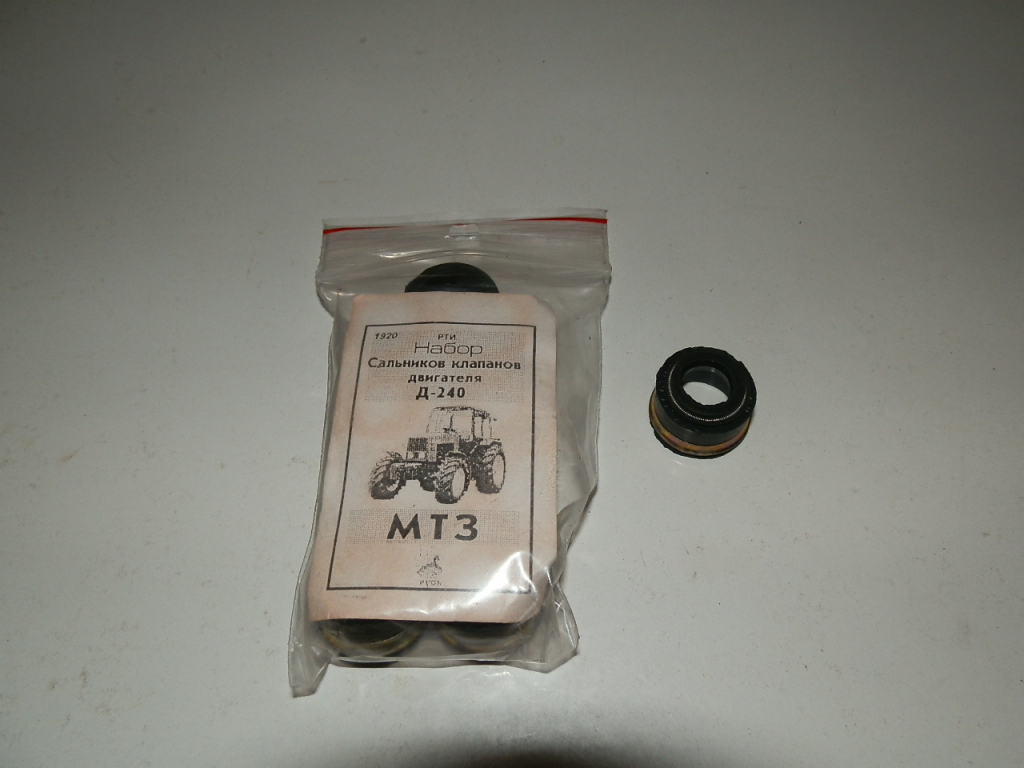 1920 РТИ
Набор
Сальников клапанов
двигателя
Д-240
МТЗ